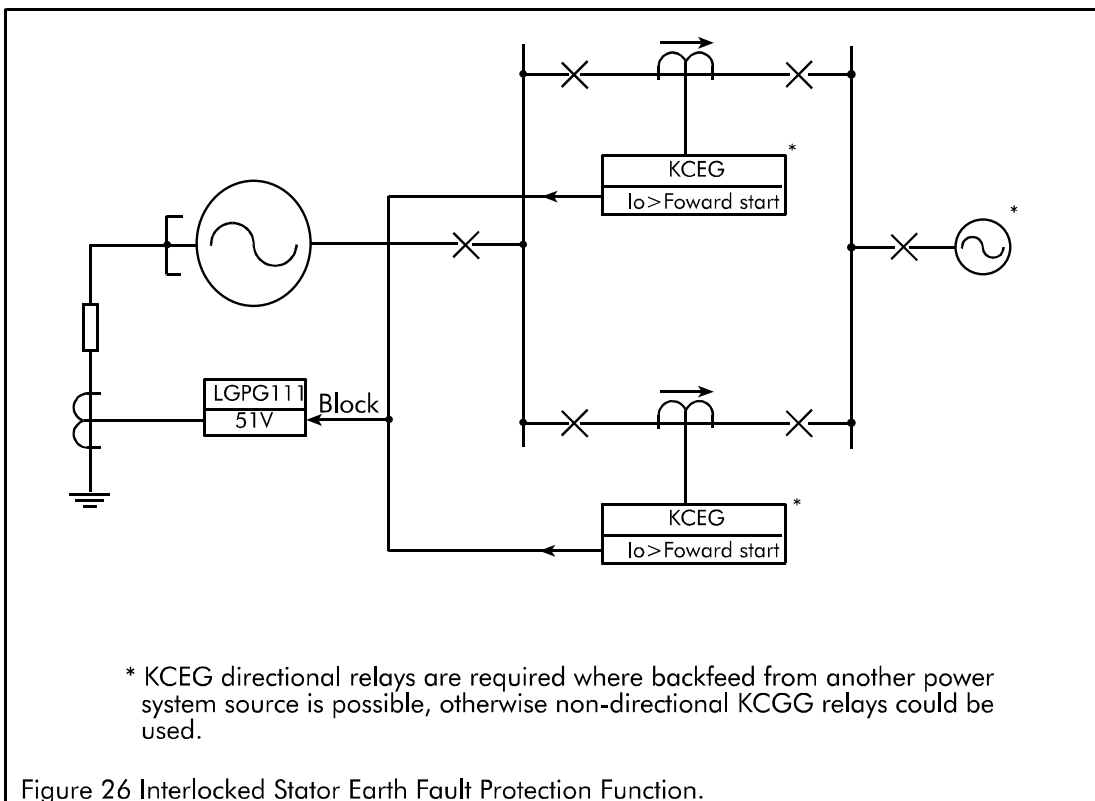 *
KCEG
Io>Foward start
*
LGPG111
51V
Block
*
KCEG
Io>Foward start
* KCEG directional relays are required where backfeed from another power
system source is possible, otherwise non-directional KCGG relays could be
used.
Figure 26 Interlocked Stator Earth Fault Protection Function.